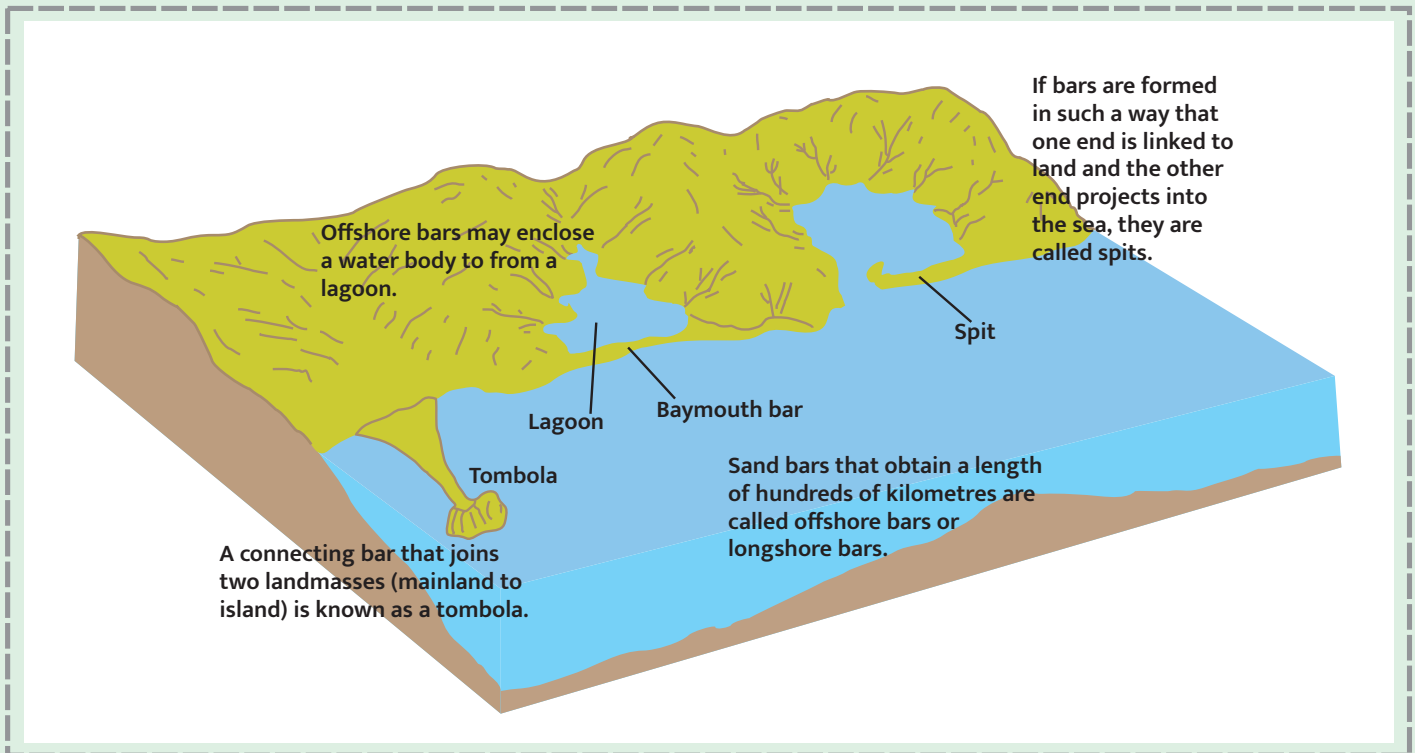 If bars are formed
in such a way that
one end is linked to
land and the other
end projects into
the sea, they are
called spits.
Offshore bars may enclose
a water body to from a
lagoon.
Spit
Lagoon
Baymouth bar
Tombola
Sand bars that obtain a length
of hundreds of kilometres are
called offshore bars or
longshore bars.
A connecting bar that joins
two landmasses (mainland to
island) is known as a tombola.